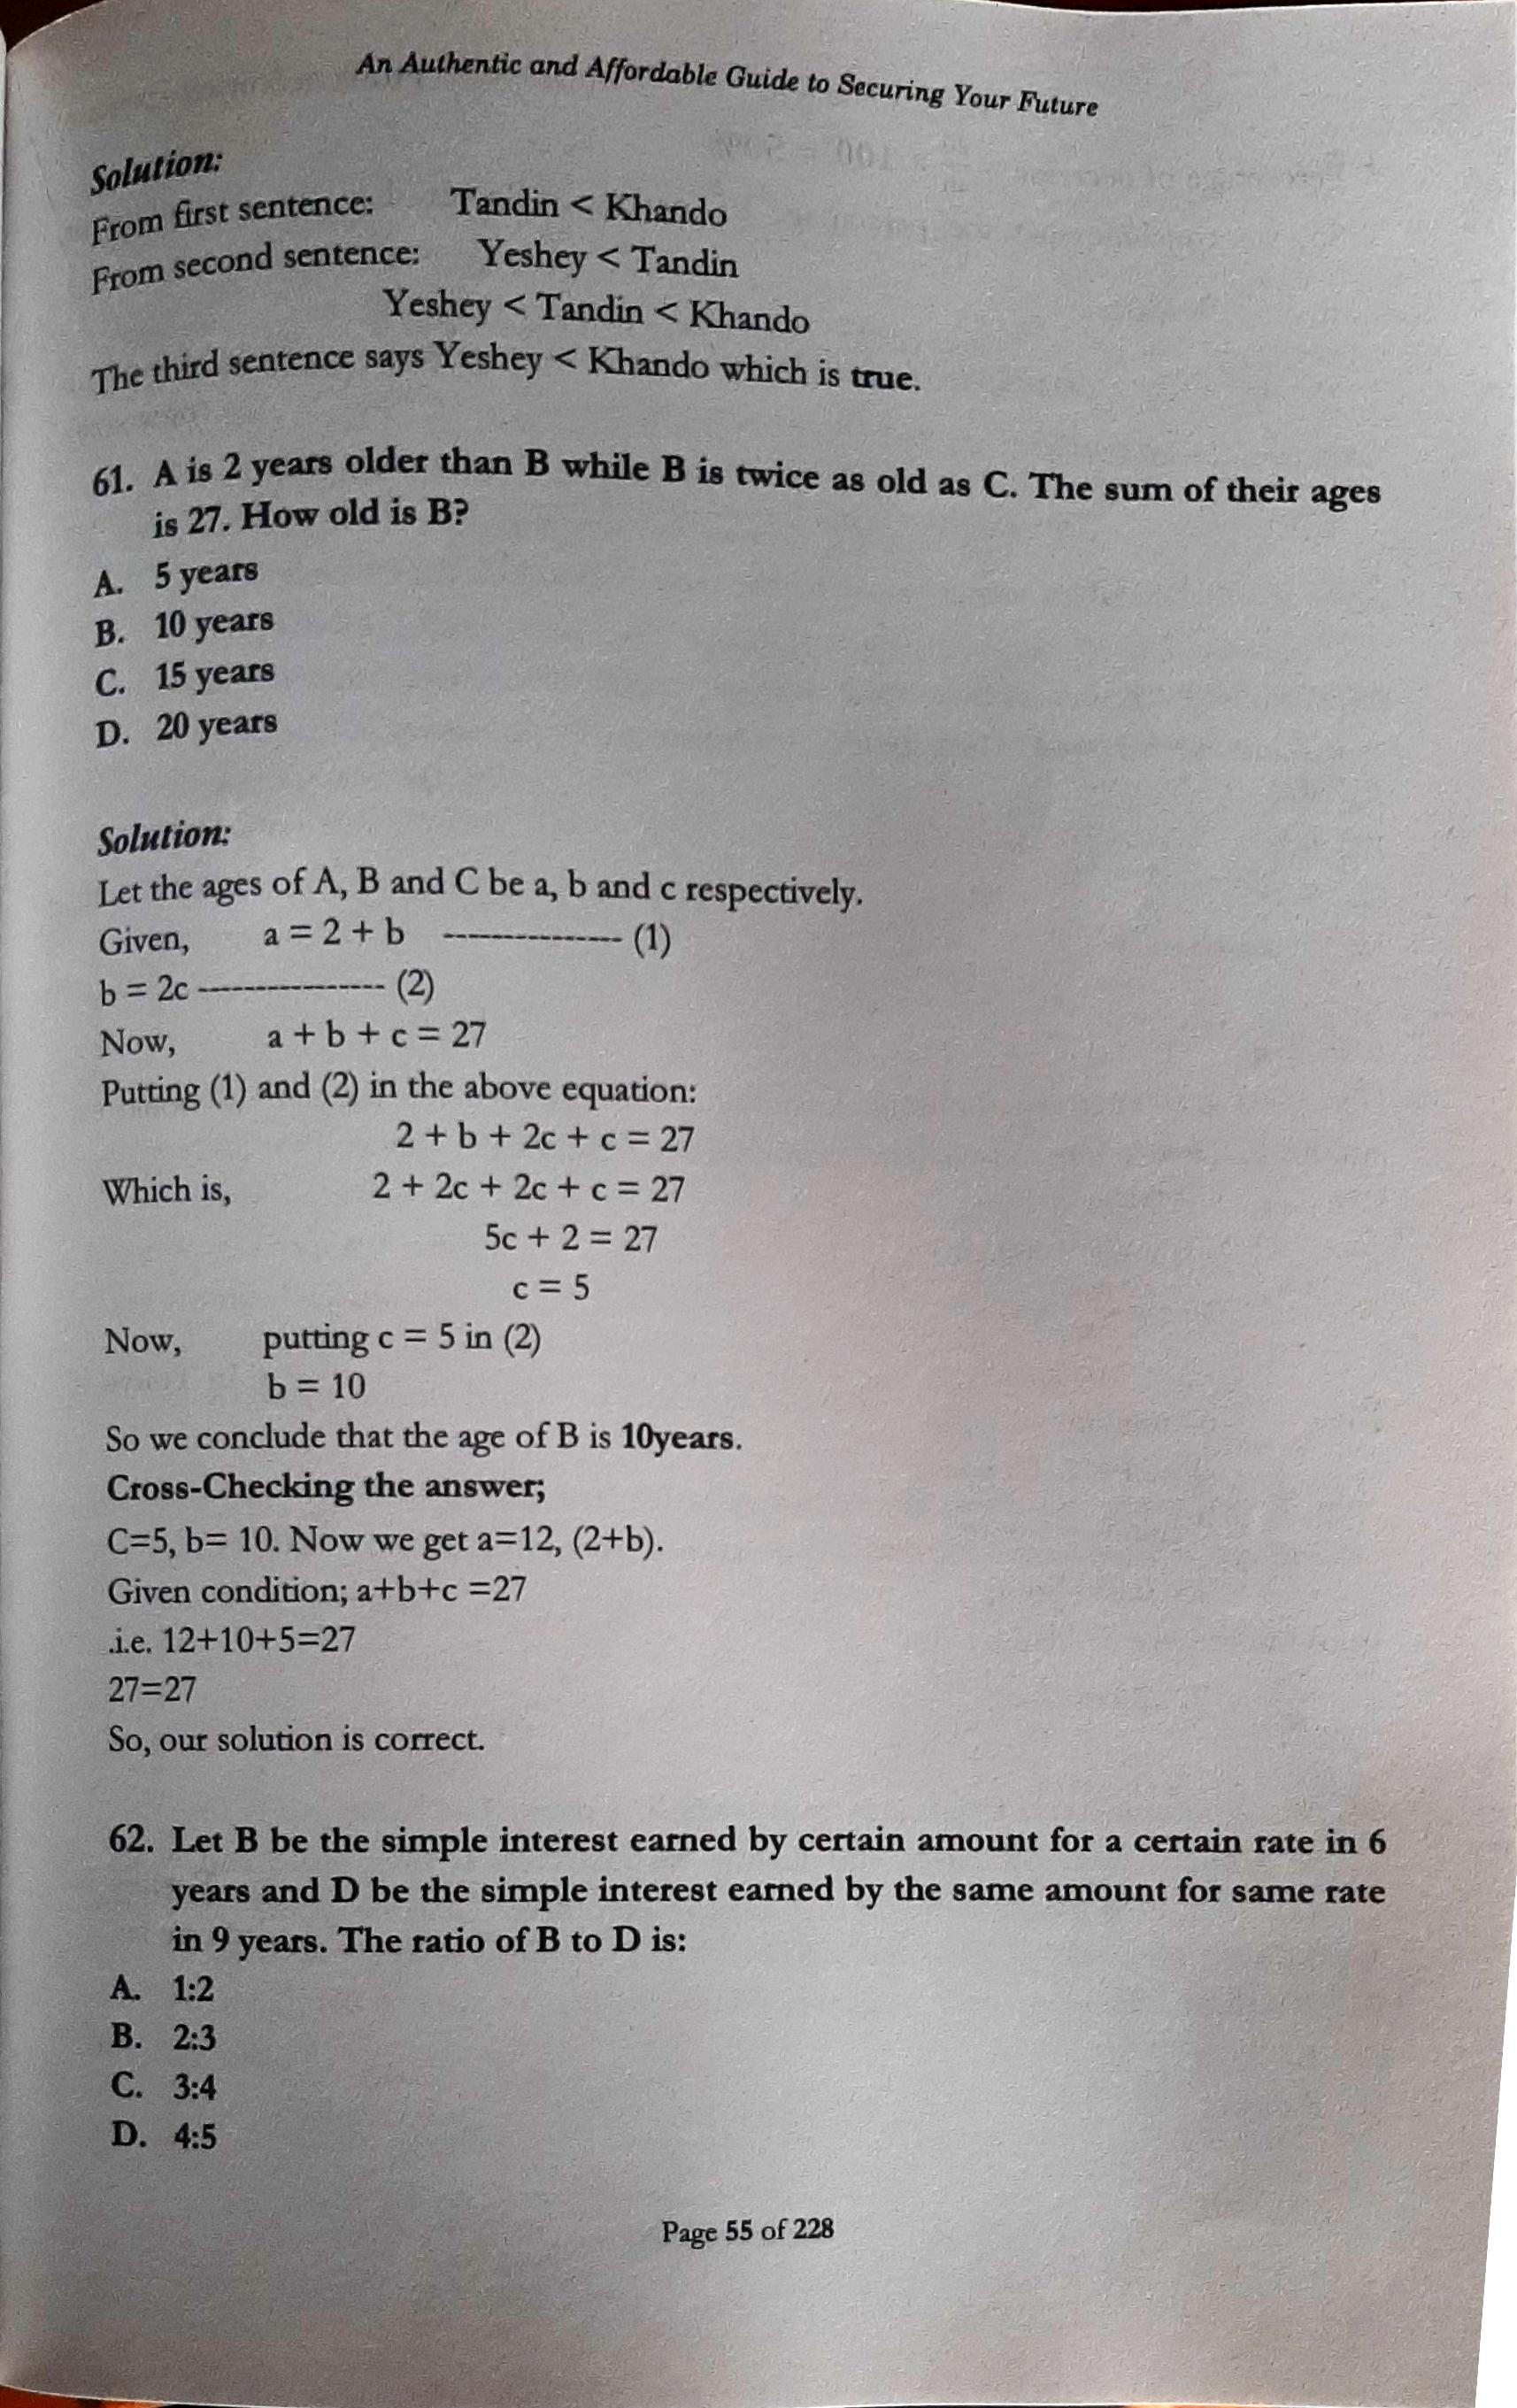 An Authentic and Affordable Guide to Securing Your Future
Solution:
From first sentence: Tandin < Khando
From second sentence: Yeshey < Tandin
Yeshey < Tandin < Khando
The third sentence says Yeshey < Khando which is true.
61. A is 2 years older than B while B is twice as old as C. The sum of their ages
is 27. How old is B?
A. 5 years
B. 10 years
C. 15 years
D. 20 years
Solution:
Let the ages of A, B and C be a, b and c respectively.
Given, a = 2 + b --------------- (1)
b = 2c ---------------- (2)
Now, a + b + c = 27
Putting (1) and (2) in the above equation:
2 + b + 2c + c = 27
Which is, 2 + 2c + 2c + c = 27
5c + 2 = 27
c = 5
Now, putting c = 5 in (2)
b = 10
So we conclude that the age of B is 10years.
Cross-Checking the answer;
C=5, b= 10. Now we get a=12, (2+b).
Given condition; a+b+c =27
.i.e. 12+10+5=27
27=27
So, our solution is correct.
62. Let B be the simple interest earned by certain amount for a certain rate in 6
years and D be the simple interest earned by the same amount for same rate
in 9 years. The ratio of B to D is:
A. 1:2
B. 2:3
C. 3:4
D. 4:5
Page 55 of 228